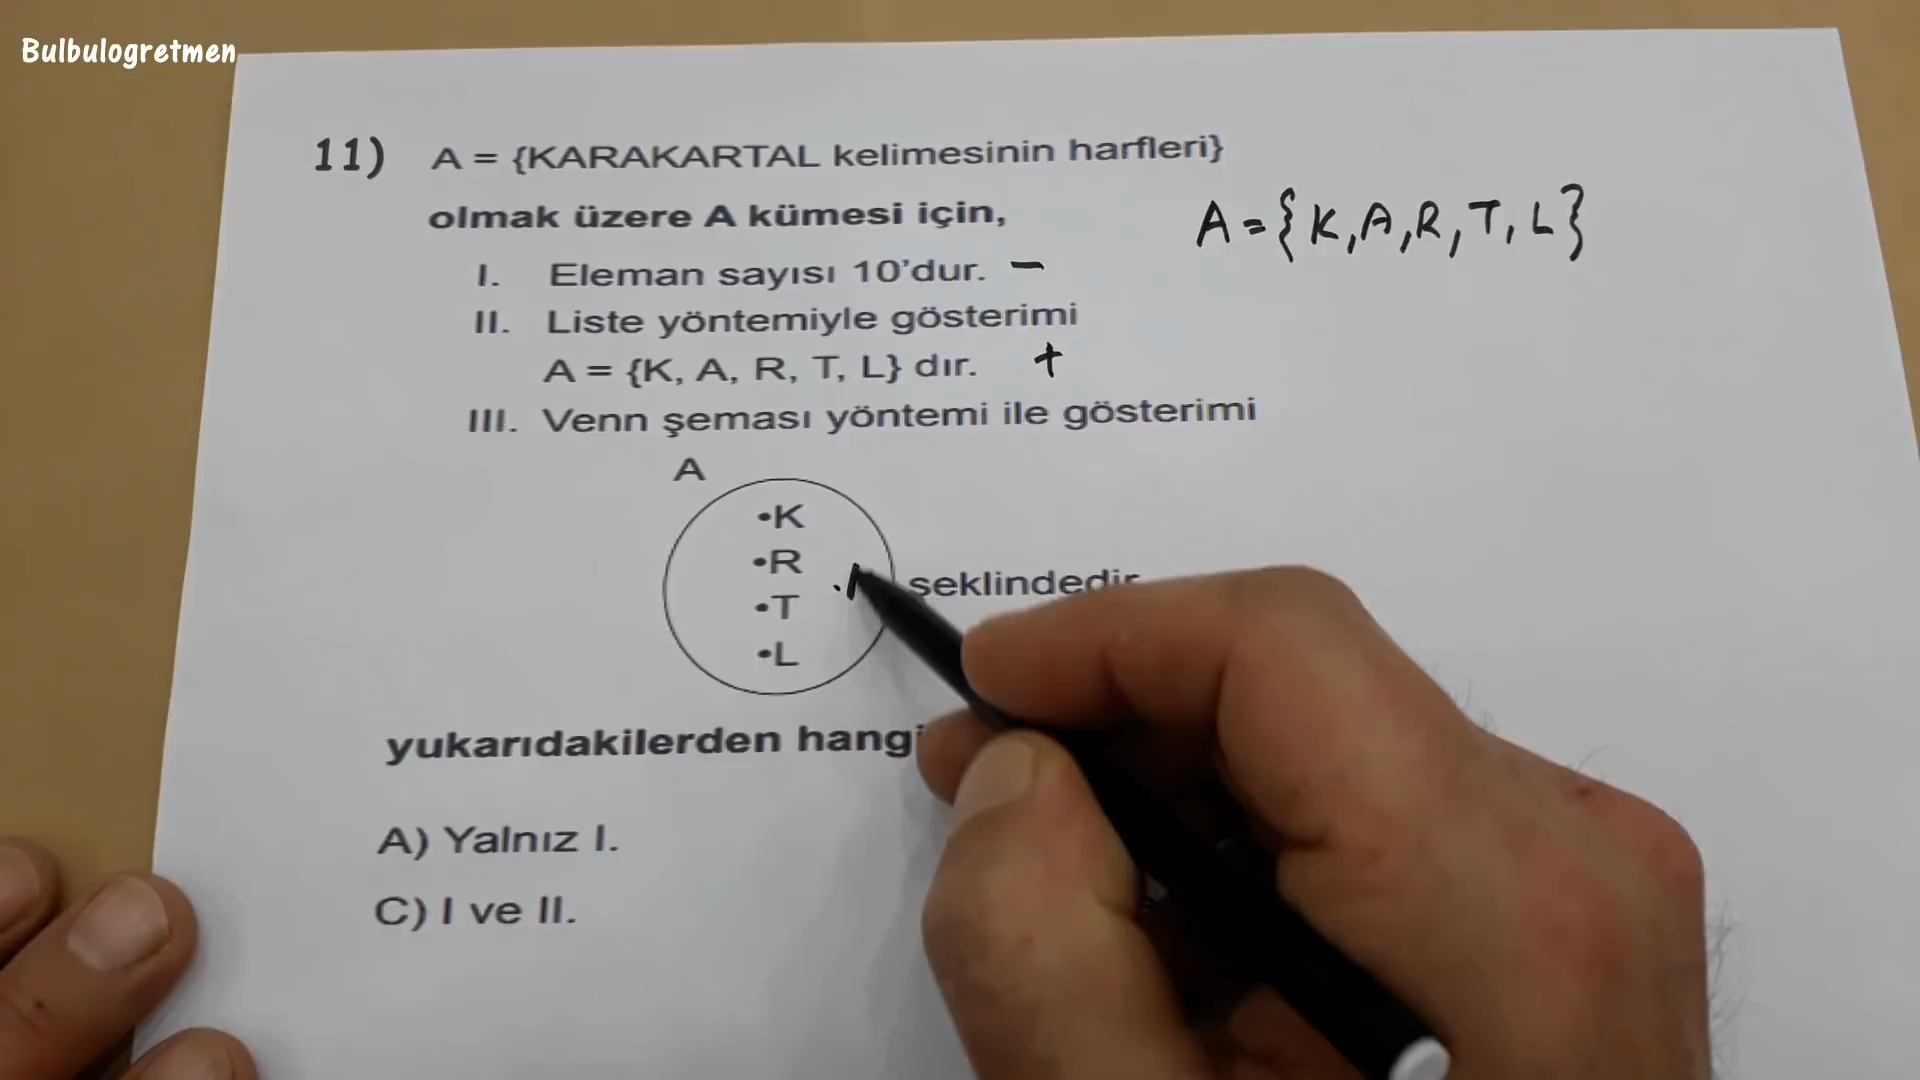 Bulbulogretmen
11) A = {KARAKARTAL kelimesinin harfleri}
olmak üzere A kümesi için,
A = {K, A, R, T, L}
I. Eleman sayısı 10'dur. -
II. Liste yöntemiyle gösterimi
A = {K, A, R, T, L} dır. +
III. Venn şeması yöntemi ile gösterimi
A
•K
•R
•T
•L
şeklindedir
yukarıdakilerden
A) Yalnız I.
C) I ve II.